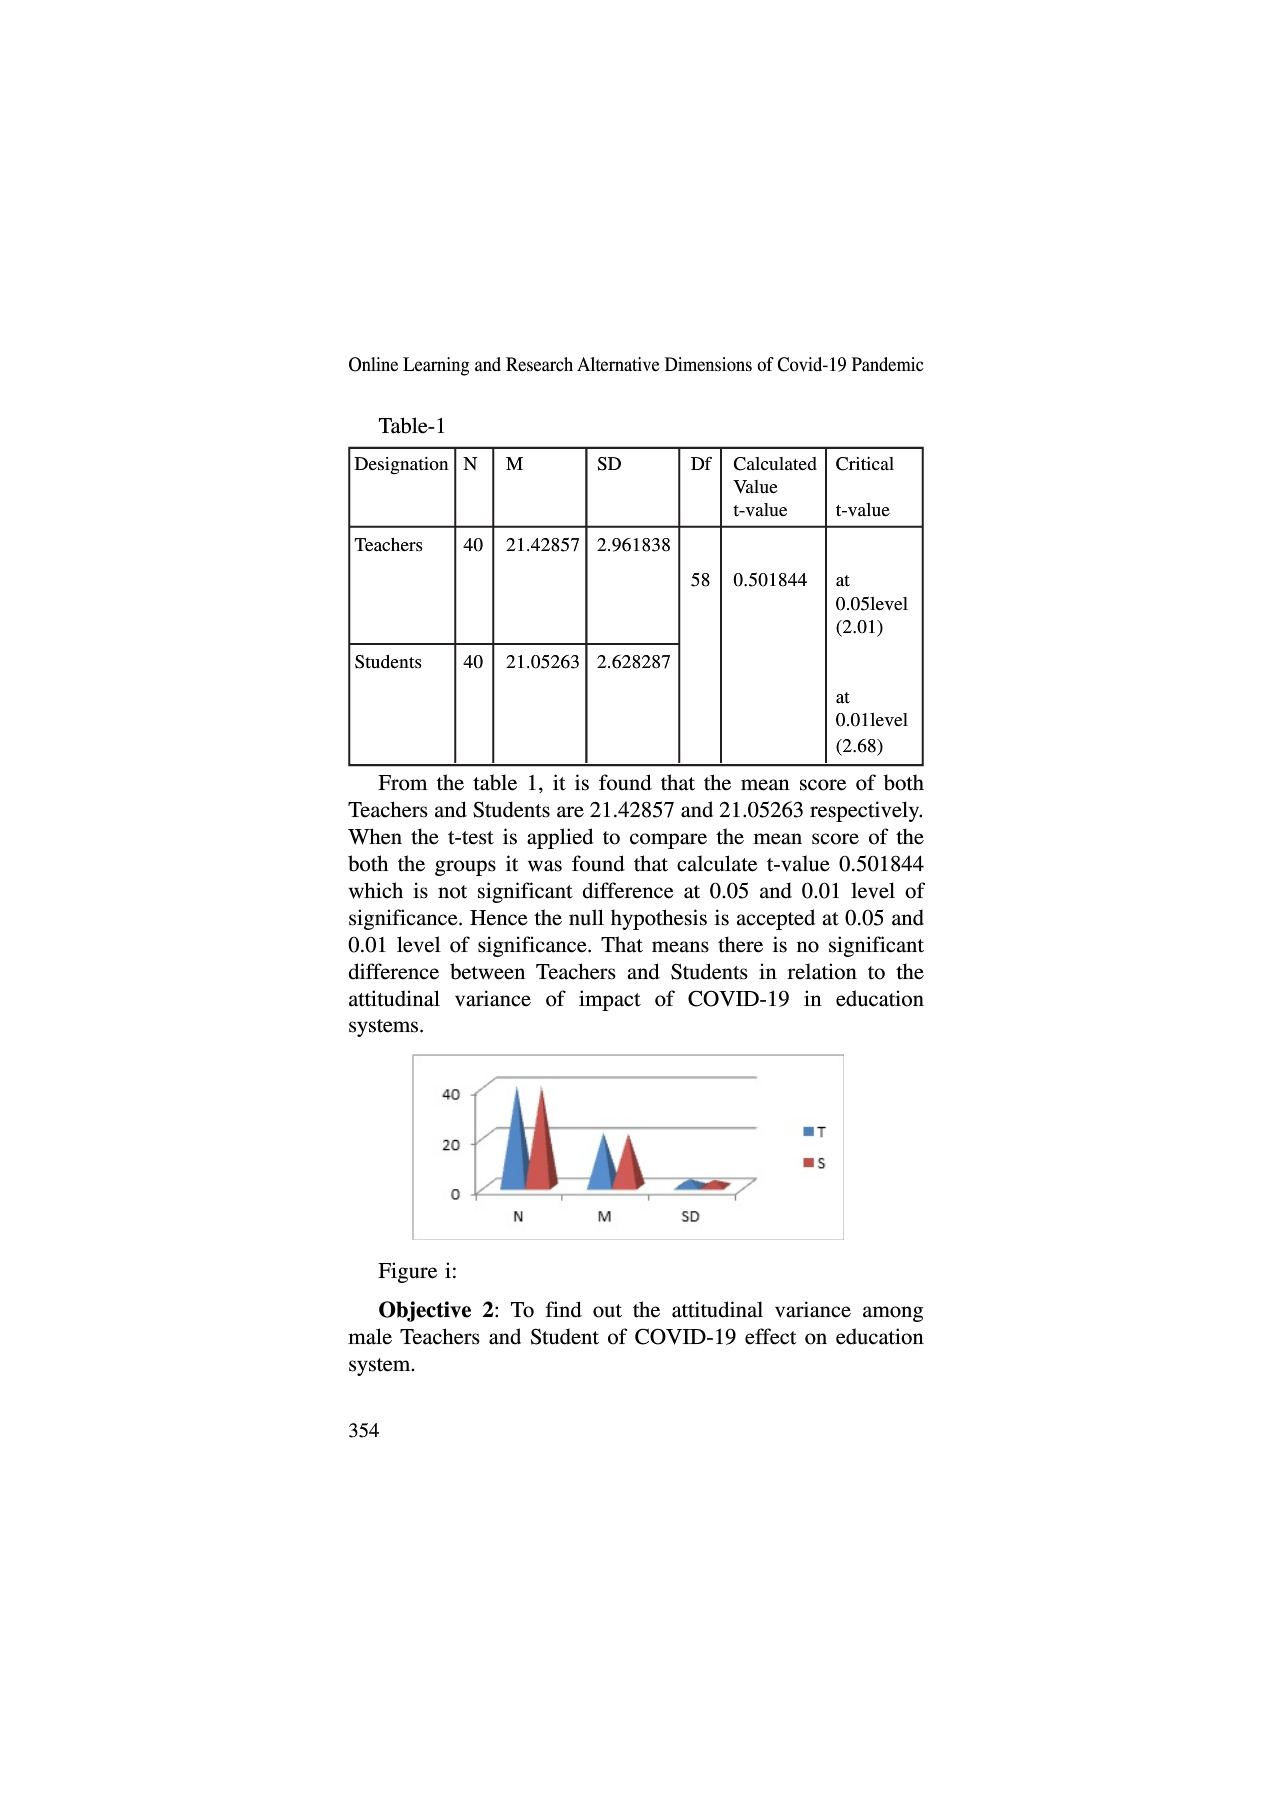 Online Learning and Research Alternative Dimensions of Covid-19 Pandemic
Table-1
Designation N M SD Df Calculated Value t-value Critical t-value
Teachers 40 21.42857 2.961838
58 0.501844 at 0.05level (2.01)
Students 40 21.05263 2.628287
at 0.01level (2.68)
From the table 1, it is found that the mean score of both
Teachers and Students are 21.42857 and 21.05263 respectively.
When the t-test is applied to compare the mean score of the
both the groups it was found that calculate t-value 0.501844
which is not significant difference at 0.05 and 0.01 level of
significance. Hence the null hypothesis is accepted at 0.05 and
0.01 level of significance. That means there is no significant
difference between Teachers and Students in relation to the
attitudinal variance of impact of COVID-19 in education
systems.
40
20
0
N M SD
T
S
Figure i:
Objective 2: To find out the attitudinal variance among
male Teachers and Student of COVID-19 effect on education
system.
354